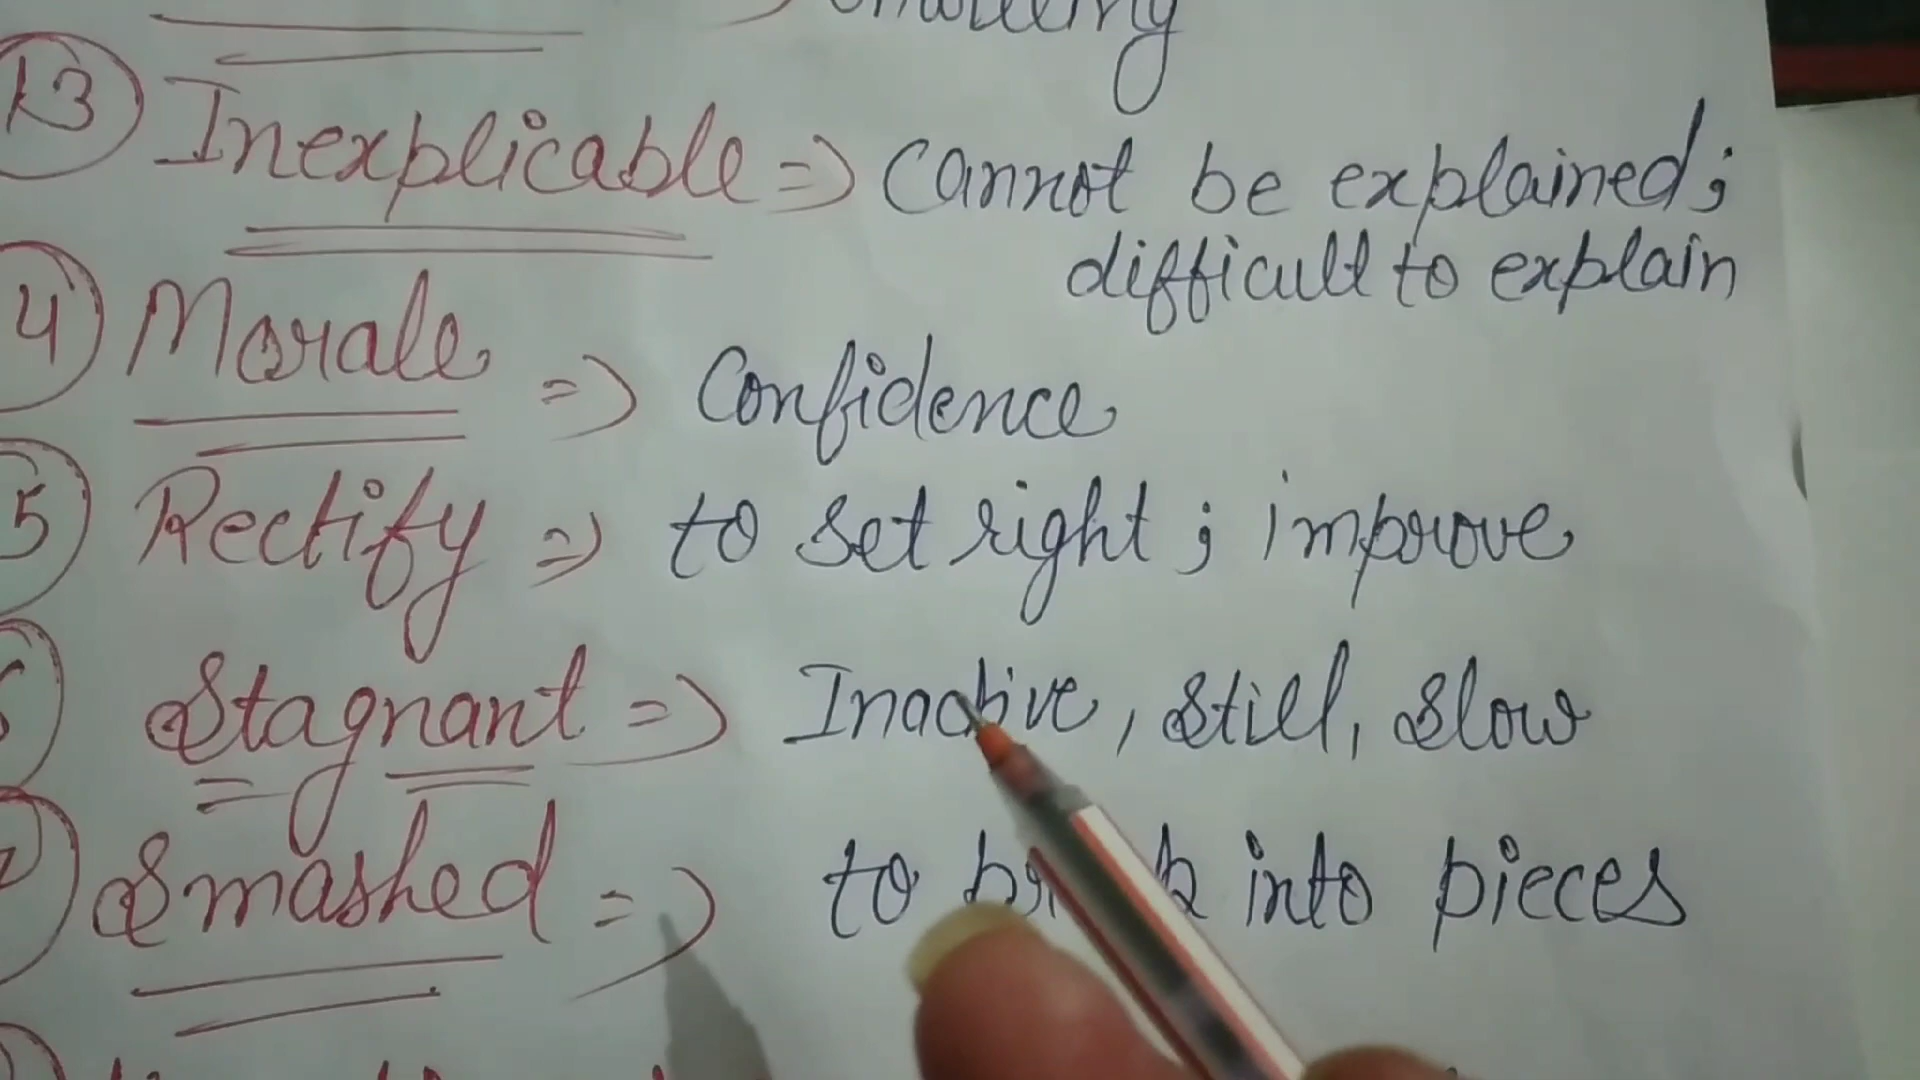 13 Inexplicable => Cannot be explained;
difficult to explain
4 Morale => Confidence
5 Rectify => to set right; improve
Stagnant => Inactive, Still, Slow
Smashed => to break into pieces